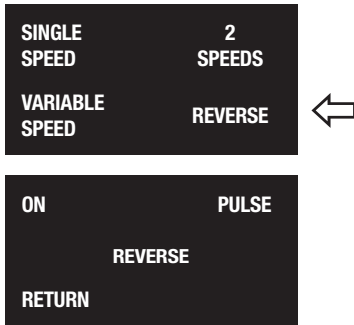 SINGLE SPEED
2 SPEEDS
VARIABLE SPEED
REVERSE
ON
PULSE
REVERSE
RETURN